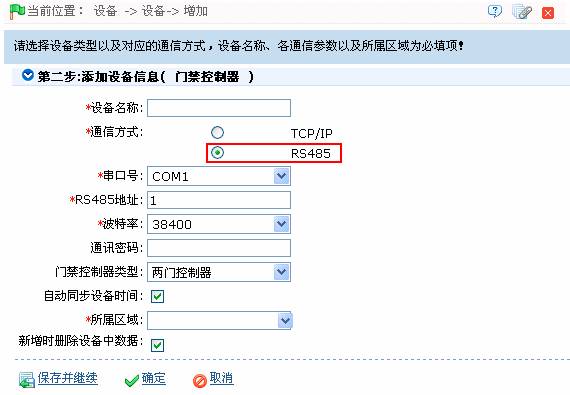 当前位置: 设备 -> 设备-> 增加
请选择设备类型以及对应的通信方式,设备名称、各通信参数以及所属区域为必填项!
第二步:添加设备信息( 门禁控制器 )
*设备名称:
*通信方式: TCP/IP
RS485
*串口号: COM1
*RS485地址: 1
*波特率: 38400
通讯密码:
门禁控制器类型: 两门控制器
自动同步设备时间:
*所属区域:
新增时删除设备中数据:
保存并继续 确定 取消